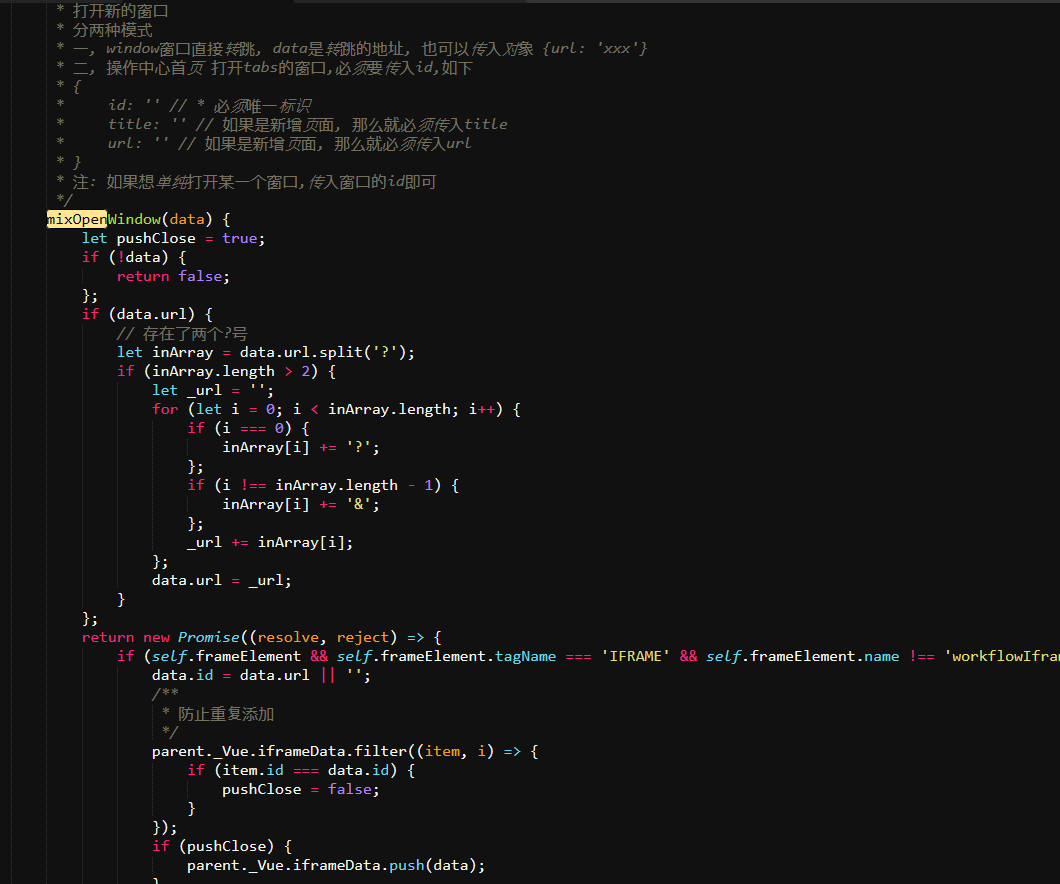 * 打开新的窗口
* 分两种模式
* 一, window窗口直接转跳, data是转跳的地址, 也可以传入对象 {url: 'xxx'}
* 二, 操作中心首页 打开tabs的窗口,必须要传入id,如下
* {
*     id: '' // * 必须唯一标识
*     title: '' // 如果是新增页面, 那么就必须传入title
*     url: '' // 如果是新增页面, 那么就必须传入url
* }
* 注: 如果想单纯打开某一个窗口,传入窗口的id即可
*/
mixOpenWindow(data) {
    let pushClose = true;
    if (!data) {
        return false;
    };
    if (data.url) {
        // 存在了两个?号
        let inArray = data.url.split('?');
        if (inArray.length > 2) {
            let _url = '';
            for (let i = 0; i < inArray.length; i++) {
                if (i === 0) {
                    inArray[i] += '?';
                };
                if (i !== inArray.length - 1) {
                    inArray[i] += '&';
                };
                _url += inArray[i];
            };
            data.url = _url;
        }
    };
    return new Promise((resolve, reject) => {
        if (self.frameElement && self.frameElement.tagName === 'IFRAME' && self.frameElement.name !== 'workflowIfra
            data.id = data.url || '';
            /**
             * 防止重复添加
             */
            parent._Vue.iframeData.filter((item, i) => {
                if (item.id === data.id) {
                    pushClose = false;
                }
            });
            if (pushClose) {
                parent._Vue.iframeData.push(data);